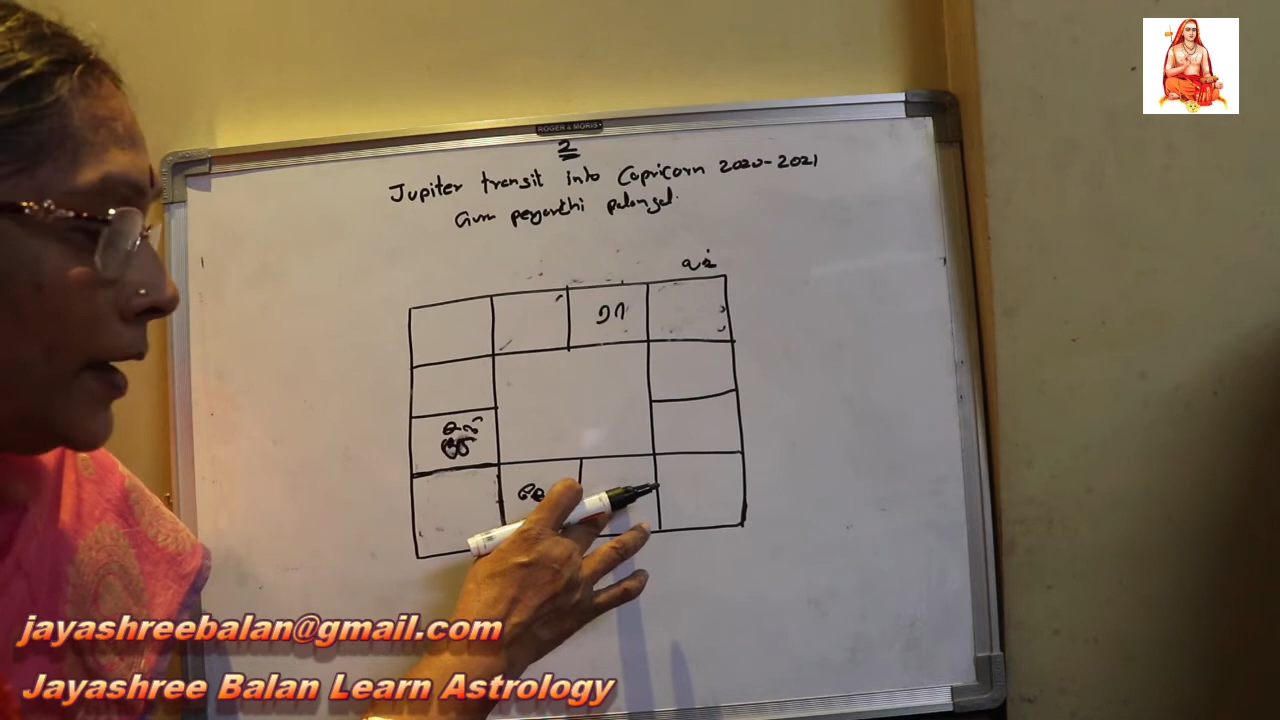 ROGER & MORIS
2
Jupiter transit into Capricorn 2020-2021
Guru peyarchi palangal.
ரா
jayashreebalan@gmail.com
Jayashree Balan Learn Astrology